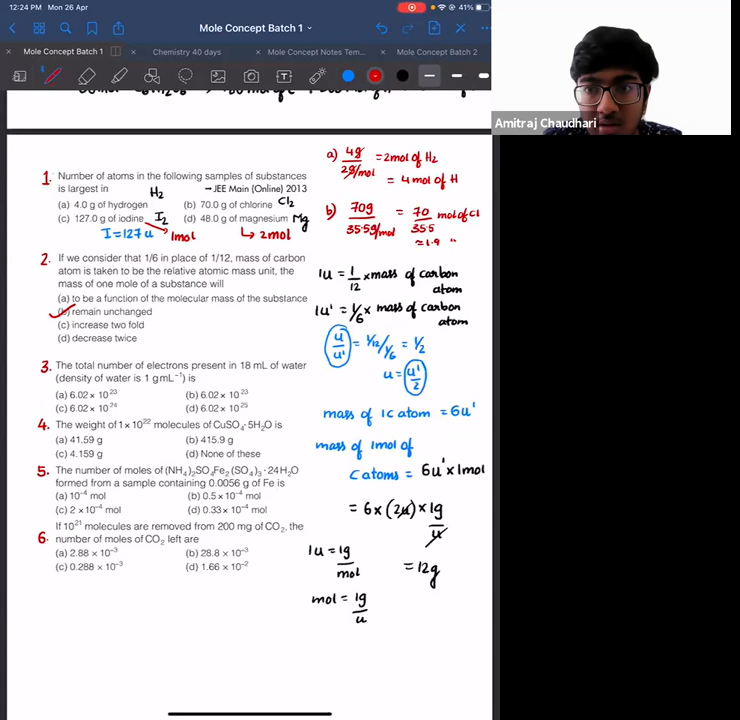 12:24 PM Mon 26 Apr
41%
Mole Concept Batch 1
Mole Concept Batch 1
Chemistry 40 days
Mole Concept Notes Tem...
Mole Concept Batch 2
Amitraj Chaudhari
1. Number of atoms in the following samples of substances
is largest in
→ JEE Main (Online) 2013
H2
Cl2
(a) 4.0 g of hydrogen (b) 70.0 g of chlorine
(c) 127.0 g of iodine (d) 48.0 g of magnesium
I2
Mg
I = 127 u
1mol
↳ 2mol
a) 4g/2g/mol = 2mol of H2
= 4 mol of H
b) 70g/35.5g/mol = 70/35.5 mol of Cl
≈ 1.9 "
2. If we consider that 1/6 in place of 1/12, mass of carbon
atom is taken to be the relative atomic mass unit, the
mass of one mole of a substance will
(a) to be a function of the molecular mass of the substance
(b) remain unchanged
(c) increase two fold
(d) decrease twice
1u = 1/12 × mass of carbon
atom
1u' = 1/6 × mass of carbon
atom
u/u' = 1/12/1/6 = 1/2
u = u'/2
mass of 1C atom = 6u'
mass of 1mol of
C atoms = 6u' × 1mol
= 6 × (2u) × 1g/u
= 12g
1u = 1g/mol
mol = 1g/u
3. The total number of electrons present in 18 mL of water
(density of water is 1 g mL⁻¹) is
(a) 6.02 × 10²³ (b) 6.02 × 10²³
(c) 6.02 × 10²⁴ (d) 6.02 × 10²⁵
4. The weight of 1 × 10²² molecules of CuSO4·5H2O is
(a) 41.59 g (b) 415.9 g
(c) 4.159 g (d) None of these
5. The number of moles of (NH4)2SO4Fe2(SO4)3·24H2O
formed from a sample containing 0.0056 g of Fe is
(a) 10⁻⁴ mol (b) 0.5 × 10⁻⁴ mol
(c) 2 × 10⁻⁴ mol (d) 0.33 × 10⁻⁴ mol
6. If 10²¹ molecules are removed from 200 mg of CO2, the
number of moles of CO2 left are
(a) 2.88 × 10⁻³ (b) 28.8 × 10⁻³
(c) 0.288 × 10⁻³ (d) 1.66 × 10⁻²